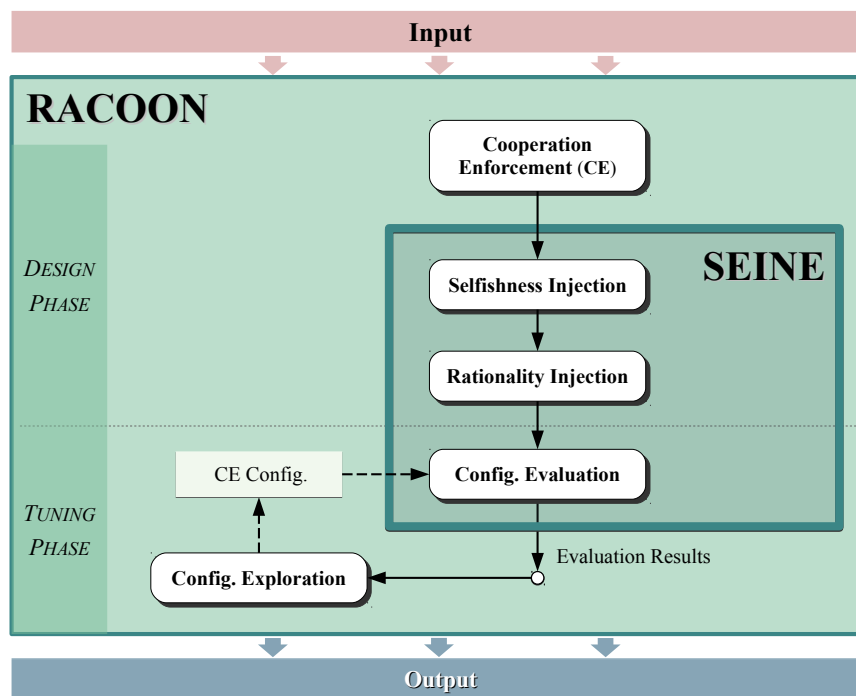 Input
RACOON
Cooperation
Enforcement (CE)
SEINE
DESIGN
PHASE
Selfishness Injection
Rationality Injection
CE Config.
Config. Evaluation
TUNING
PHASE
Evaluation Results
Config. Exploration
Output